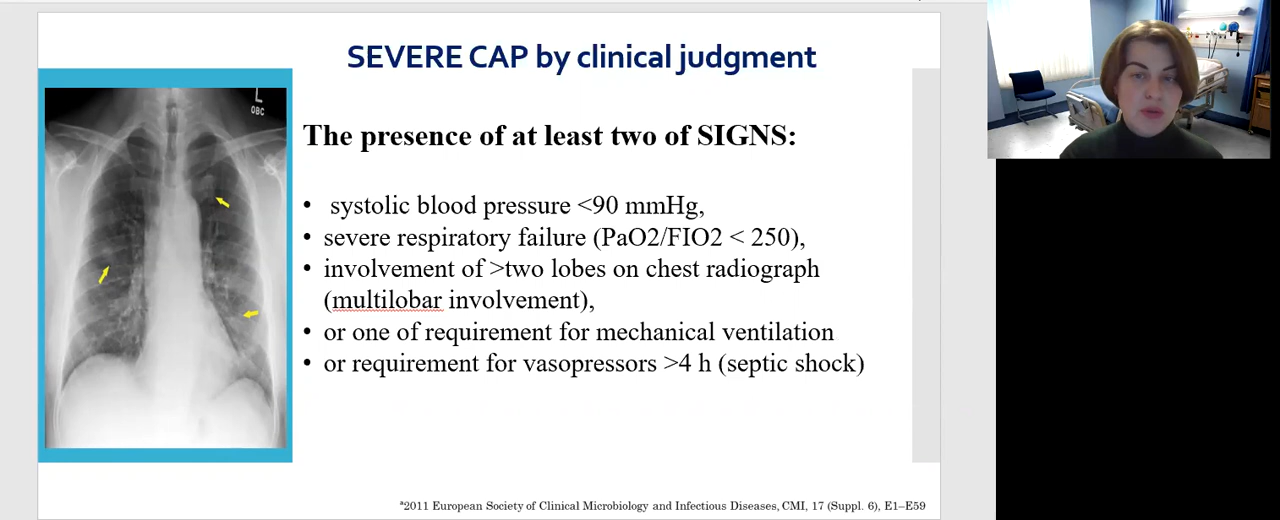 SEVERE CAP by clinical judgment
L
OBC
The presence of at least two of SIGNS:
• systolic blood pressure <90 mmHg,
• severe respiratory failure (PaO2/FIO2 < 250),
• involvement of >two lobes on chest radiograph
(multilobar involvement),
• or one of requirement for mechanical ventilation
• or requirement for vasopressors >4 h (septic shock)
ª2011 European Society of Clinical Microbiology and Infectious Diseases, CMI, 17 (Suppl. 6), E1–E59